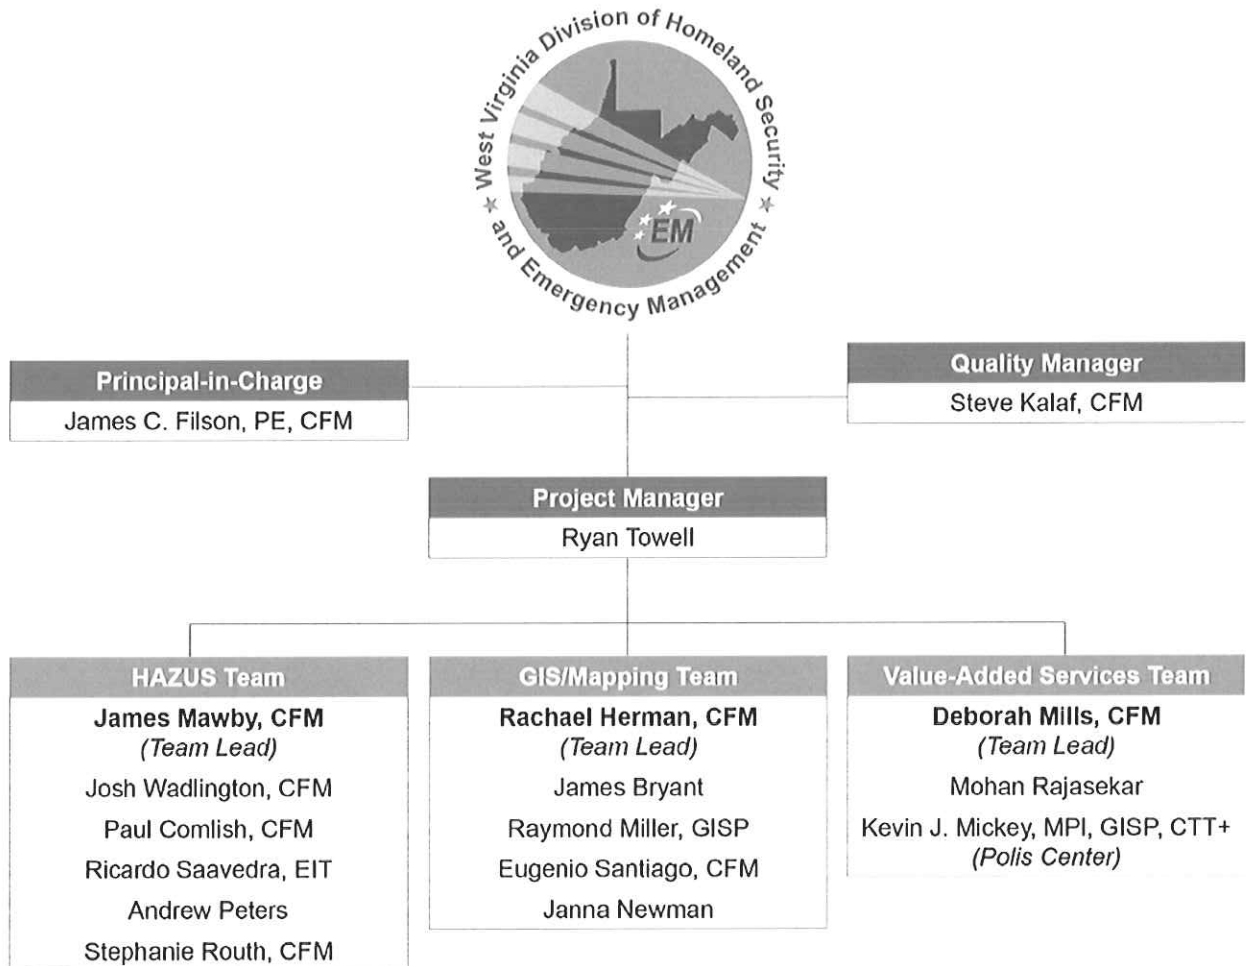 West Virginia Division of Homeland Security
and Emergency Management
EM
Principal-in-Charge
James C. Filson, PE, CFM
Quality Manager
Steve Kalaf, CFM
Project Manager
Ryan Towell
HAZUS Team
James Mawby, CFM
(Team Lead)
Josh Wadlington, CFM
Paul Comlish, CFM
Ricardo Saavedra, EIT
Andrew Peters
Stephanie Routh, CFM
GIS/Mapping Team
Rachael Herman, CFM
(Team Lead)
James Bryant
Raymond Miller, GISP
Eugenio Santiago, CFM
Janna Newman
Value-Added Services Team
Deborah Mills, CFM
(Team Lead)
Mohan Rajasekar
Kevin J. Mickey, MPI, GISP, CTT+
(Polis Center)